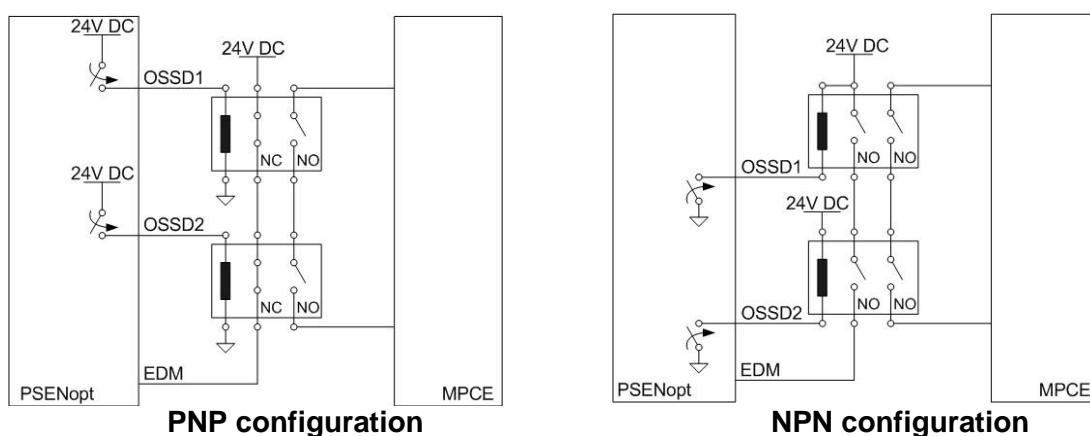 24V DC
24V DC
OSSD1
NC
NO
24V DC
OSSD2
NC
NO
EDM
PSENopt
MPCE
PNP configuration
24V DC
NO
NO
OSSD1
24V DC
NO
NO
OSSD2
EDM
PSENopt
MPCE
NPN configuration